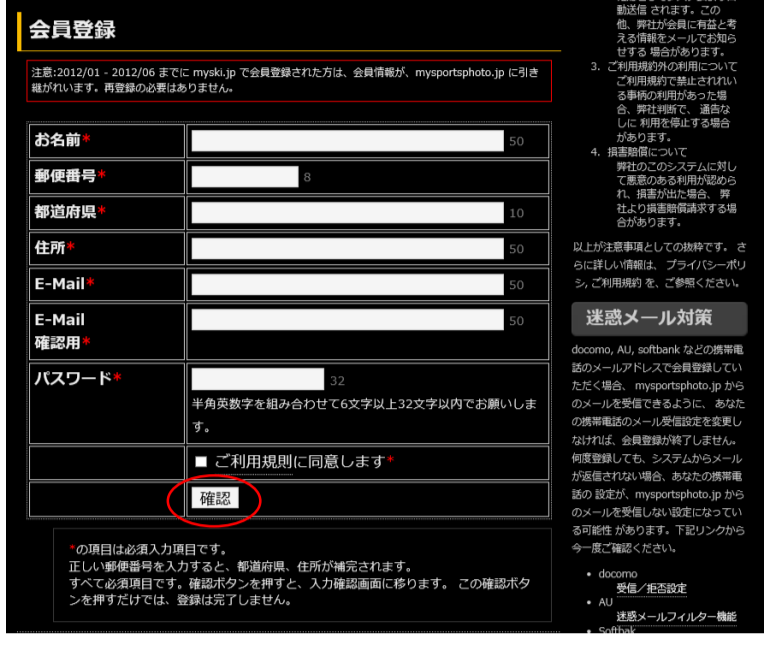 会員登録
注意:2012/01 - 2012/06 までに myski.jp で会員登録された方は、会員情報が、mysportsphoto.jp に引き
継がれいます。再登録の必要はありません。
お名前* 50
郵便番号* 8
都道府県* 10
住所* 50
E-Mail* 50
E-Mail 50
確認用*
パスワード* 32
半角英数字を組み合わせて6文字以上32文字以内でお願いしま
す。
ご利用規則に同意します*
確認
*の項目は必須入力項目です。
正しい郵便番号を入力すると、都道府県、住所が補完されます。
すべて必須項目です。確認ボタンを押すと、入力確認画面に移ります。 この確認ボタ
ンを押すだけでは、登録は完了しません。
動送信 されます。この
他、弊社が会員に有益と考
える情報をメールでお知ら
せする 場合があります。
3. ご利用規約外の利用について
ご利用規約で禁止されれい
る事柄の利用があった場
合、弊社判断で、 通告な
しに 利用を停止する場合
があります。
4. 損害賠償について
弊社のこのシステムに対し
て悪意のある利用が認めら
れ、損害が出た場合、 弊
社より損害賠償請求する場
合があります。
以上が注意事項としての抜粋です。 さ
らに詳しい情報は、 プライバシーポリ
シ, ご利用規約 を、ご参照ください。
迷惑メール対策
docomo, AU, softbank などの携帯電
話のメールアドレスで会員登録してい
ただく場合、 mysportsphoto.jp から
のメールを受信できるように、 あなた
の携帯電話のメール受信設定を変更し
なければ、会員登録が終了しません。
何度登録しても、システムからメール
が返信されない場合、あなたの携帯電
話の 設定が、mysportsphoto.jp から
のメールを受信しない設定になってい
る可能性 があります。下記リンクから
今一度ご確認ください。
• docomo
受信／拒否設定
• AU
迷惑メールフィルター機能
• Softbak